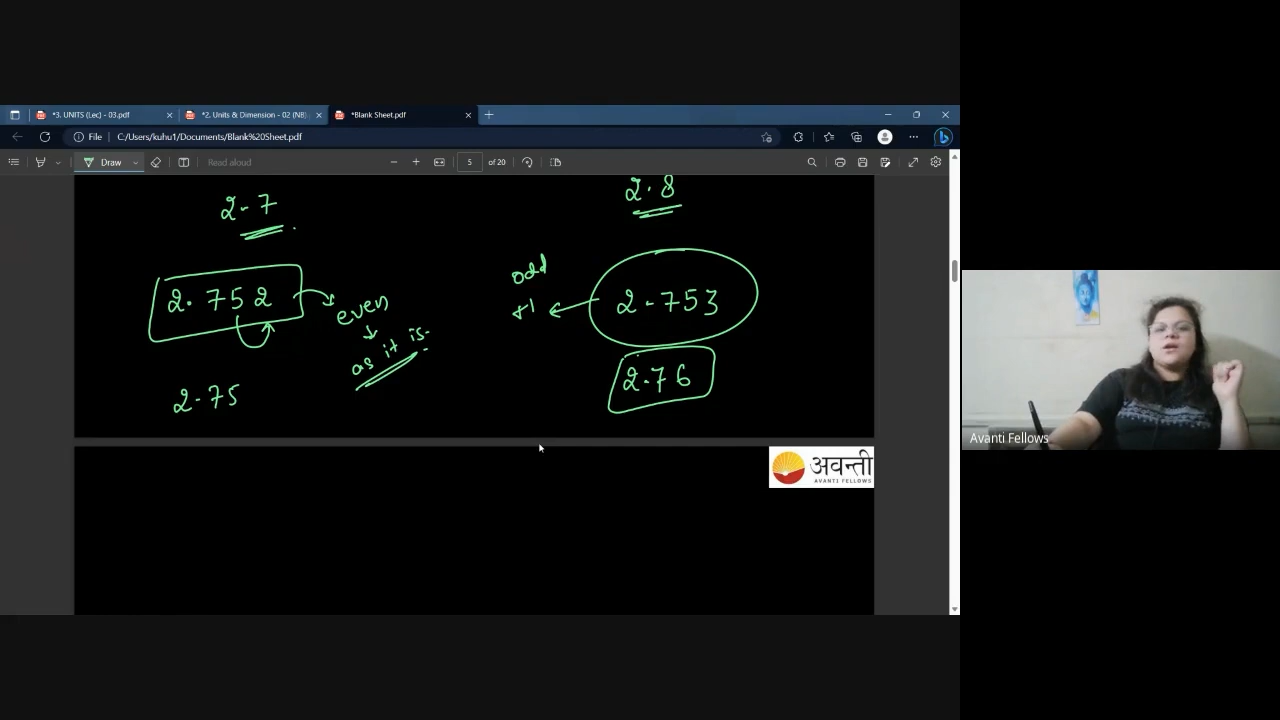 *3. UNITS (Lec) - 03.pdf
*2. Units & Dimension - 02 (NB)
*Blank Sheet.pdf
File
C:/Users/kuhu1/Documents/Blank%20Sheet.pdf
Draw
Read aloud
5 of 20
2.7
2.8
2.752
even
as it is.
2.75
odd
+1
2.753
2.76
अवन्ती
AVANTI FELLOWS
Avanti Fellows